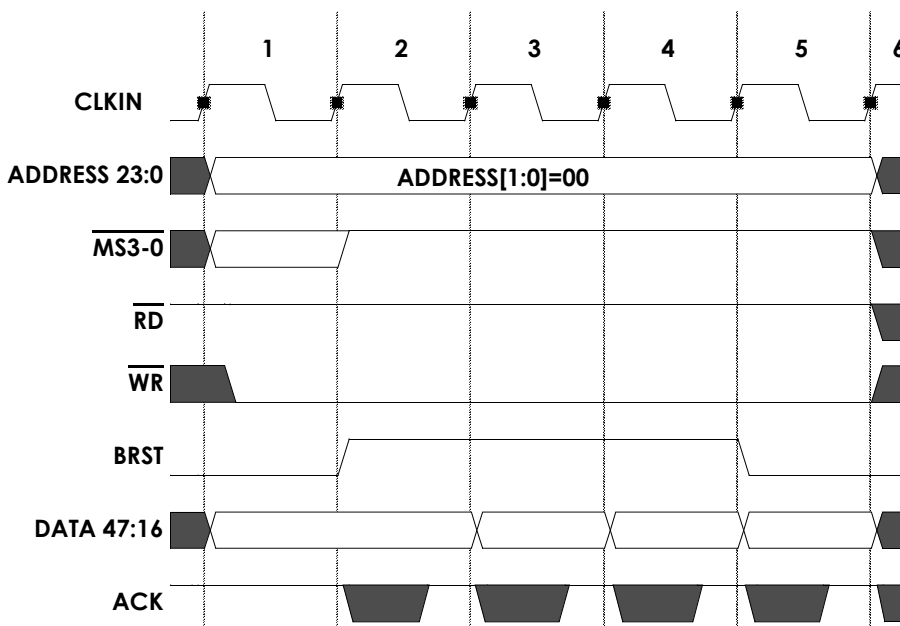 1 2 3 4 5 6
CLKIN
ADDRESS 23:0 ADDRESS[1:0]=00
MS3-0
RD
WR
BRST
DATA 47:16
ACK